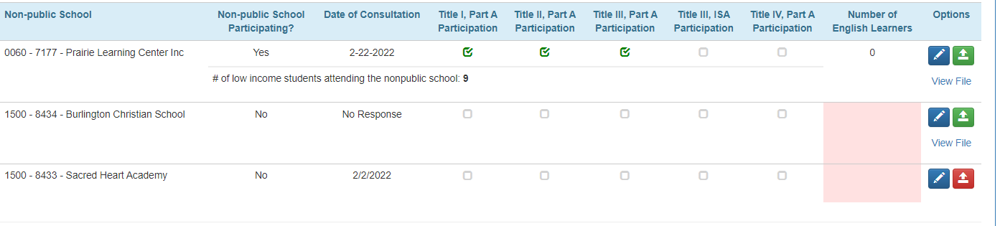 Non-public School Non-public School Participating? Date of Consultation Title I, Part A Participation Title II, Part A Participation Title III, Part A Participation Title III, ISA Participation Title IV, Part A Participation Number of English Learners Options
0060 - 7177 - Prairie Learning Center Inc Yes 2-22-2022 0
# of low income students attending the nonpublic school: 9
View File
1500 - 8434 - Burlington Christian School No No Response
View File
1500 - 8433 - Sacred Heart Academy No 2/2/2022